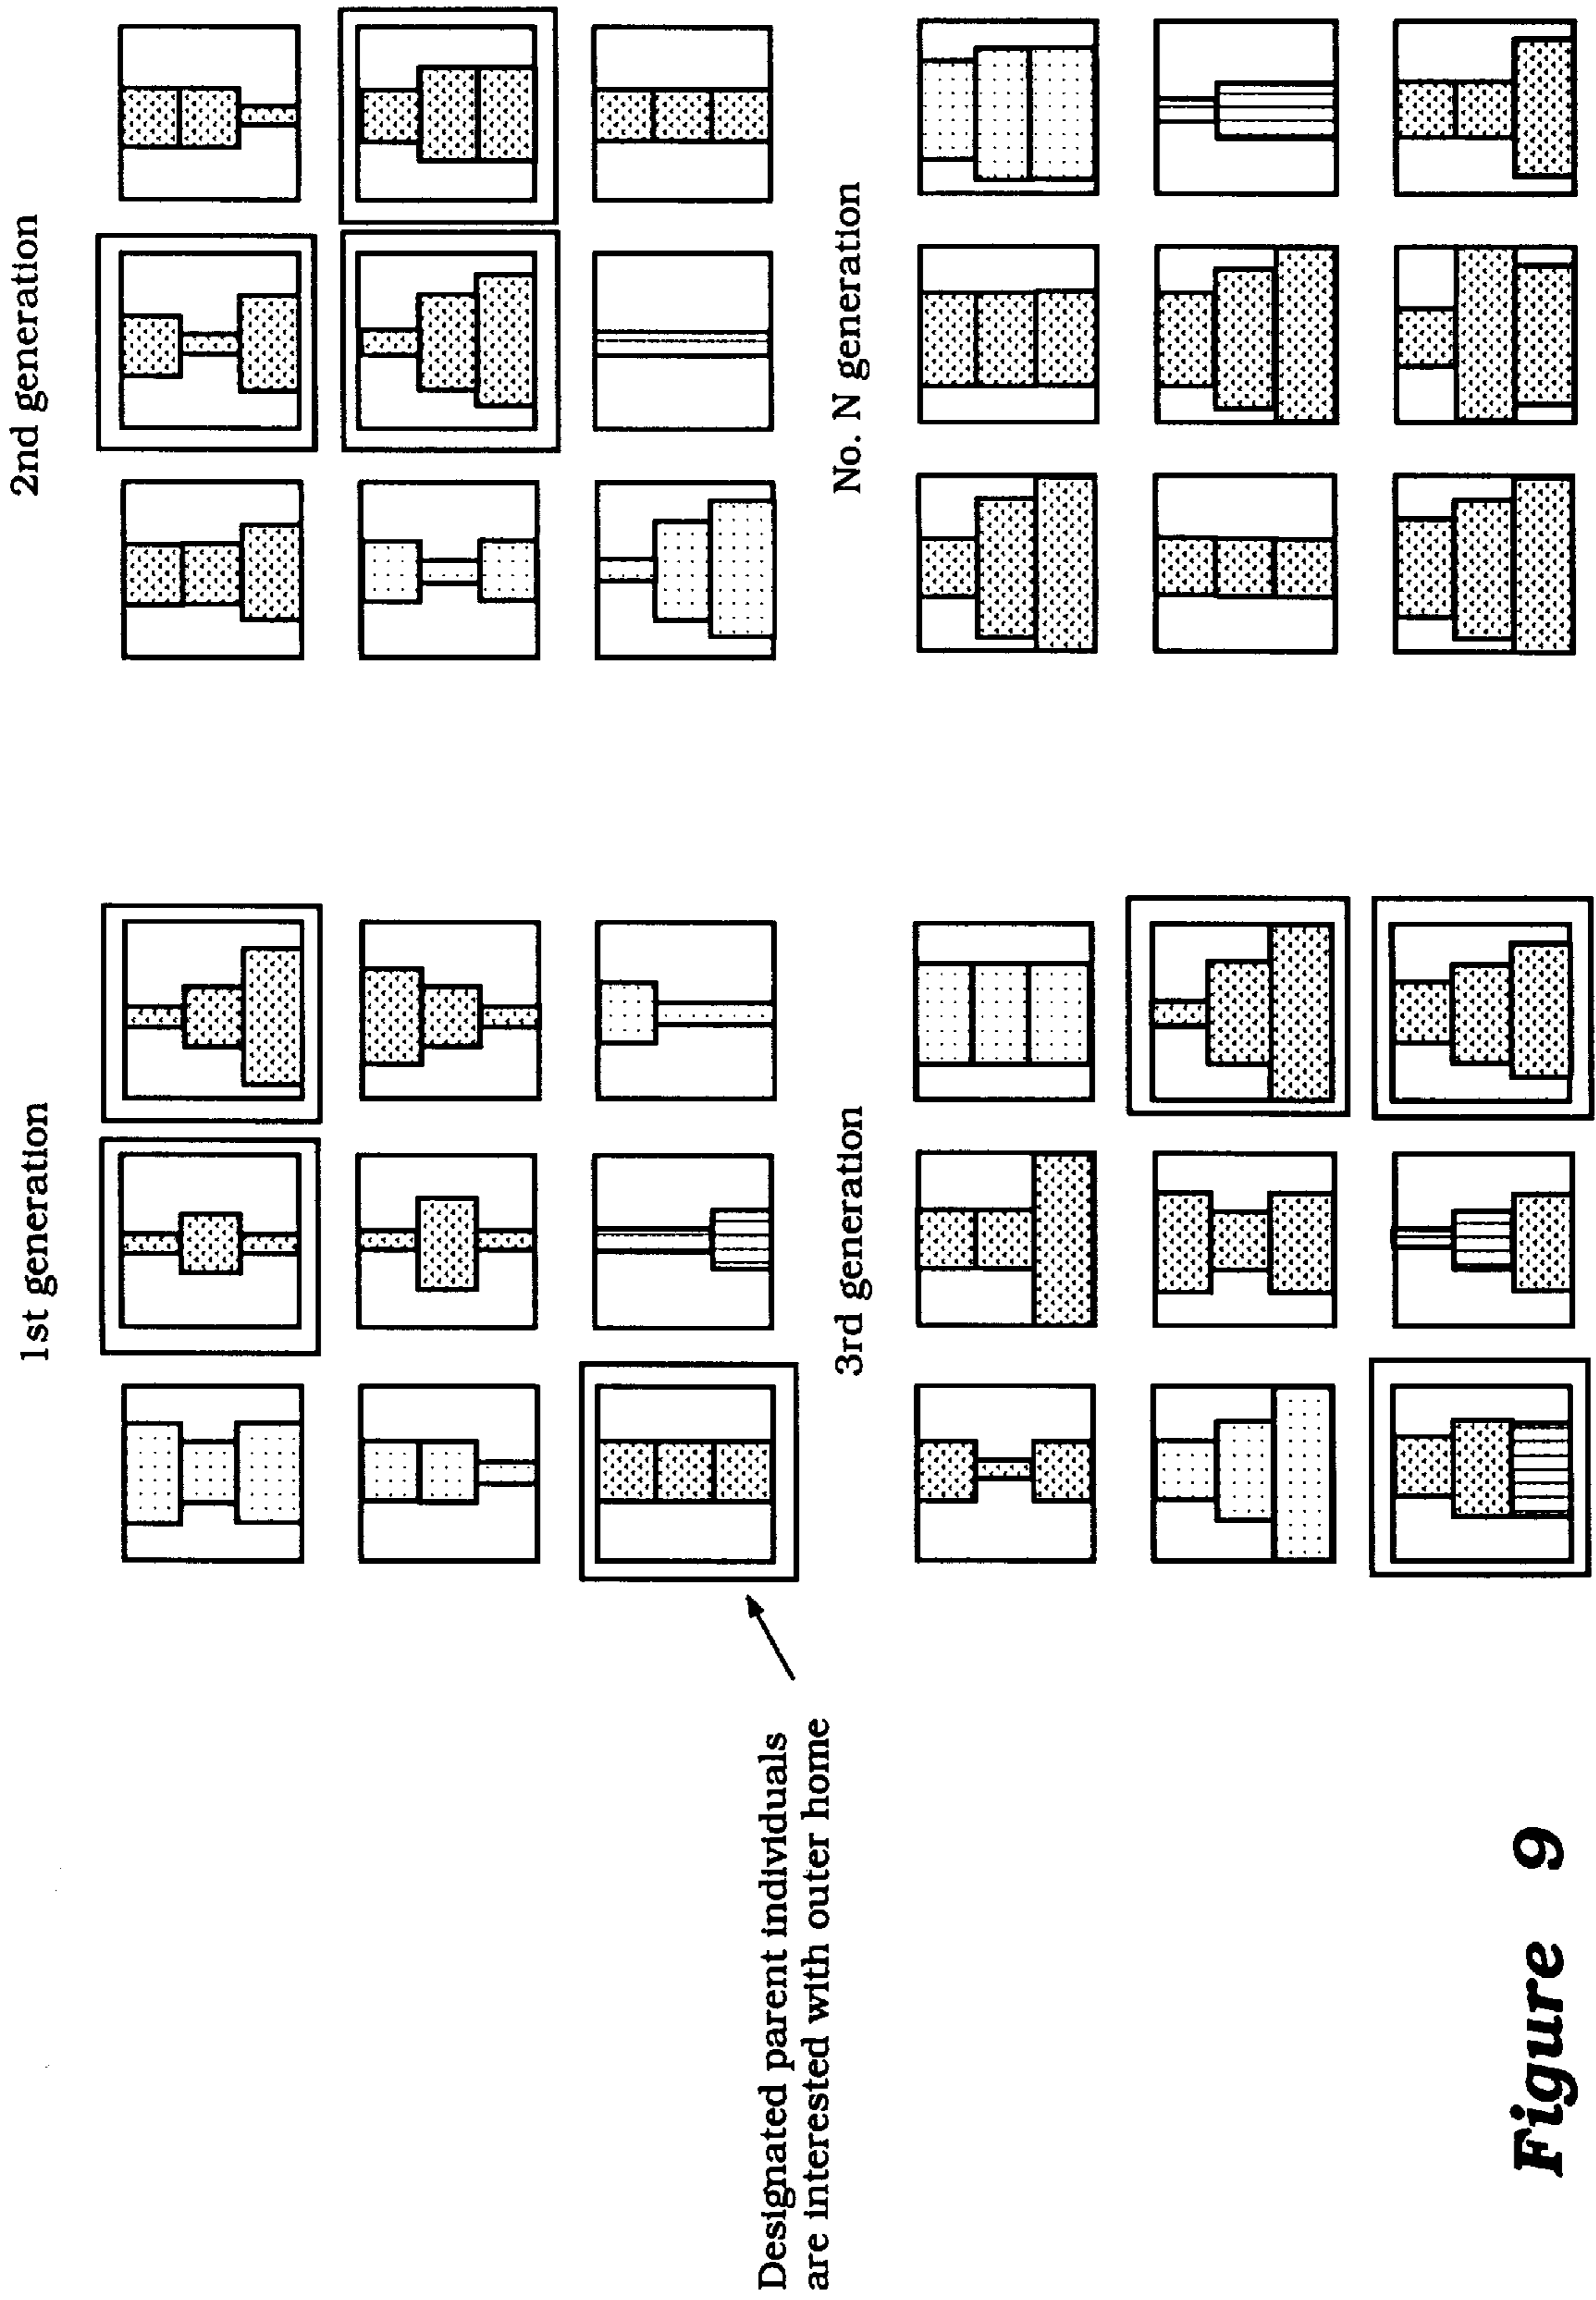 1st generation
2nd generation
Designated parent individuals
are interested with outer home
3rd generation
No. N generation
Figure 9